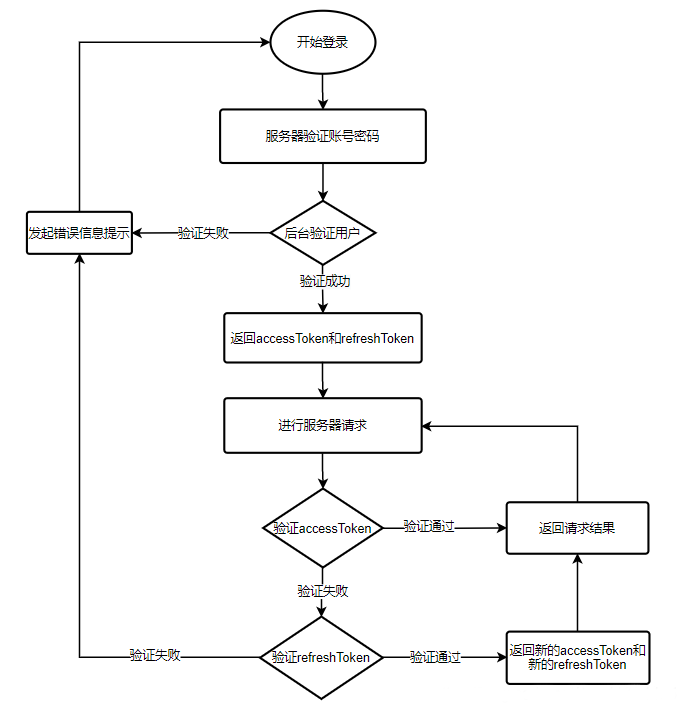 开始登录
服务器验证账号密码
发起错误信息提示
验证失败
后台验证用户
验证成功
返回accessToken和refreshToken
进行服务器请求
验证accessToken
验证通过
返回请求结果
验证失败
验证失败
验证refreshToken
验证通过
返回新的accessToken和
新的refreshToken